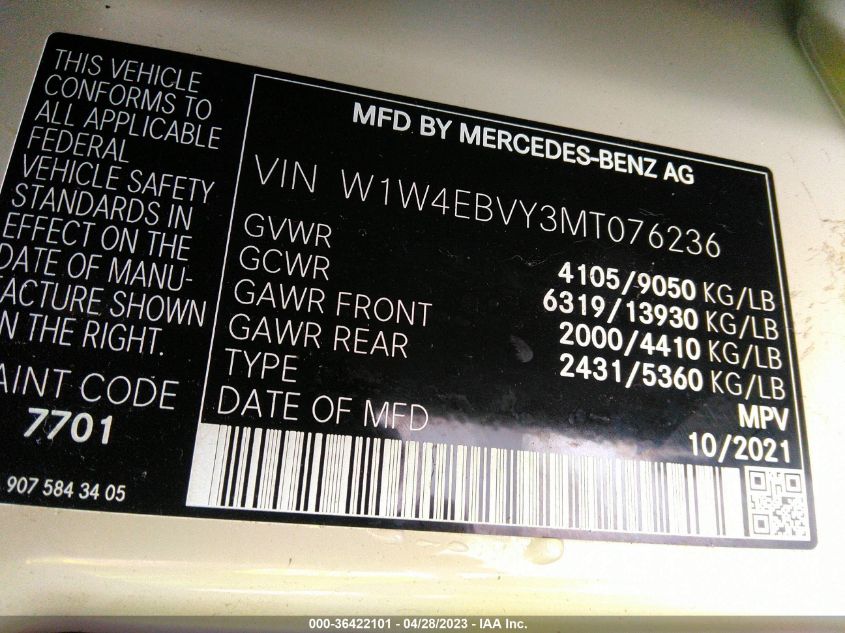 THIS VEHICLE
CONFORMS TO
ALL APPLICABLE
FEDERAL
VEHICLE SAFETY
STANDARDS IN
EFFECT ON THE
DATE OF MANU-
FACTURE SHOWN
ON THE RIGHT.
PAINT CODE
7701
907 584 34 05
MFD BY MERCEDES-BENZ AG
VIN W1W4EBVY3MT076236
GVWR 4105/9050 KG/LB
GCWR 6319/13930 KG/LB
GAWR FRONT 2000/4410 KG/LB
GAWR REAR 2431/5360 KG/LB
TYPE MPV
DATE OF MFD 10/2021
000-36422101 - 04/28/2023 - IAA Inc.